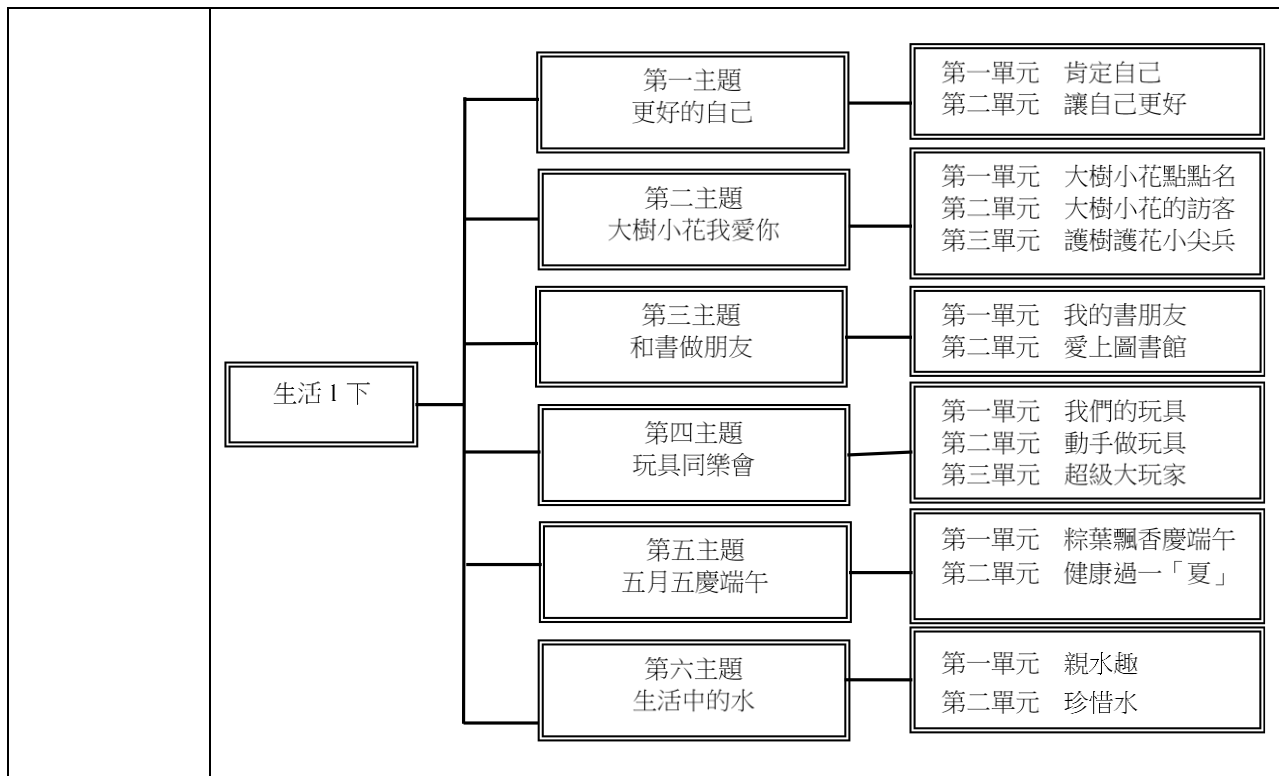 生活 1 下
第一主題
更好的自己
第一單元　肯定自己
第二單元　讓自己更好
第二主題
大樹小花我愛你
第一單元　大樹小花點點名
第二單元　大樹小花的訪客
第三單元　護樹護花小尖兵
第三主題
和書做朋友
第一單元　我的書朋友
第二單元　愛上圖書館
第四主題
玩具同樂會
第一單元　我們的玩具
第二單元　動手做玩具
第三單元　超級大玩家
第五主題
五月五慶端午
第一單元　粽葉飄香慶端午
第二單元　健康過一「夏」
第六主題
生活中的水
第一單元　親水趣
第二單元　珍惜水